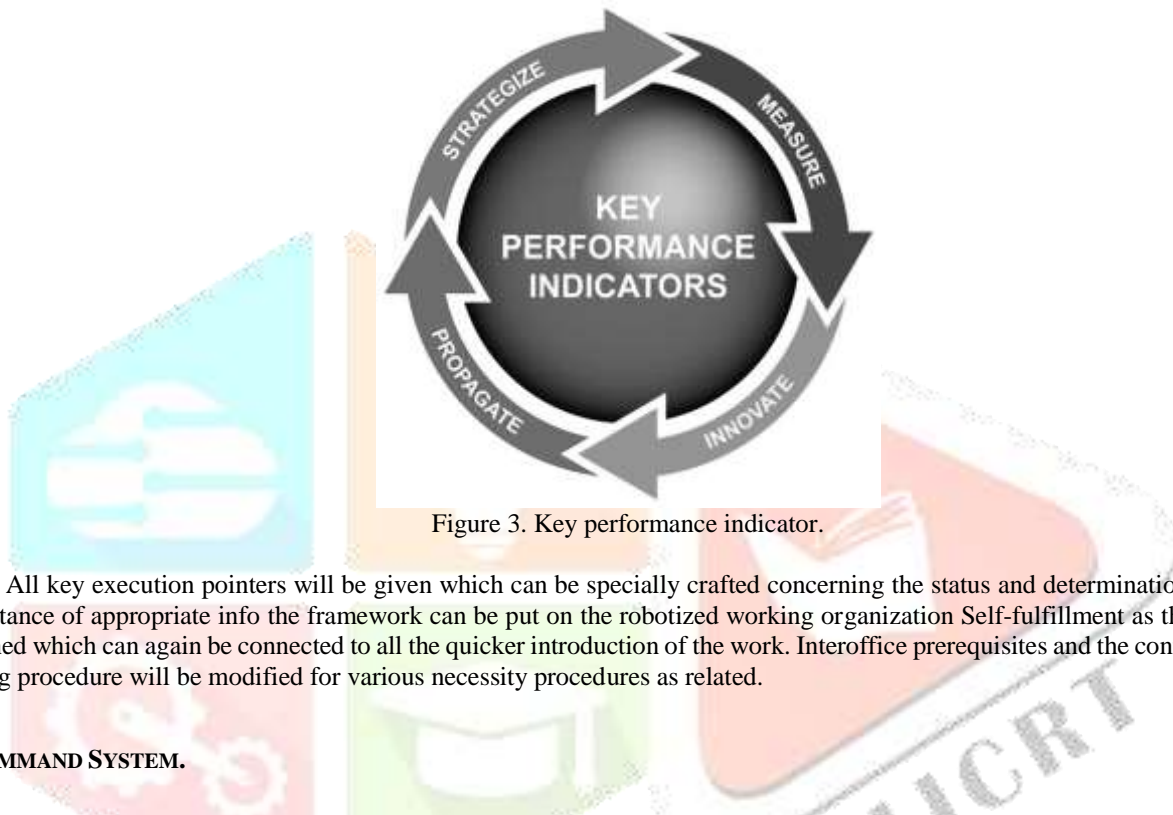 STRATEGIZE
MEASURE
KEY
PERFORMANCE
INDICATORS
PROPAGATE
INNOVATE
Figure 3. Key performance indicator.
All key execution pointers will be given which can be specially crafted concerning the status and determination
tance of appropriate info the framework can be put on the robotized working organization Self-fulfillment as th
ed which can again be connected to all the quicker introduction of the work. Interoffice prerequisites and the con
g procedure will be modified for various necessity procedures as related.
MMAND SYSTEM.
IJCRT